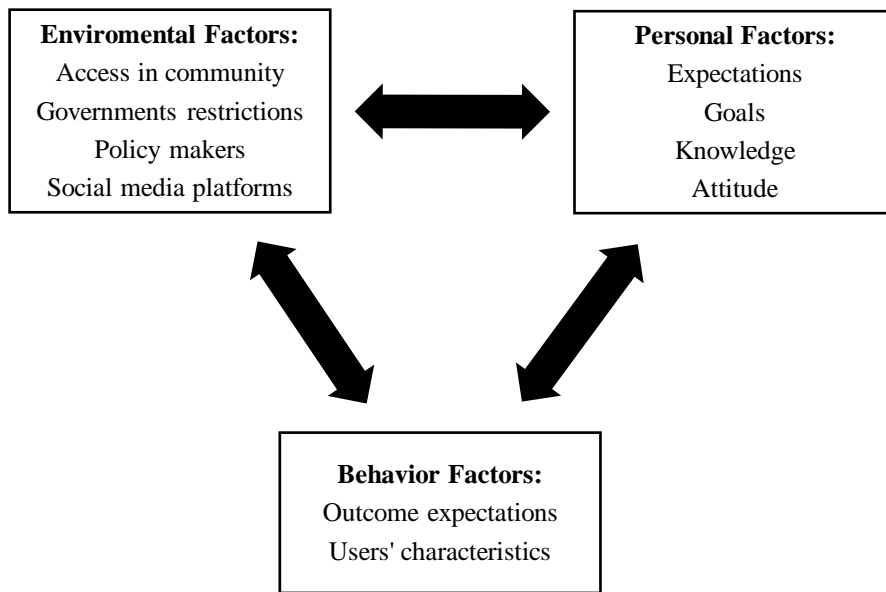 Enviromental Factors:
Access in community
Governments restrictions
Policy makers
Social media platforms
Personal Factors:
Expectations
Goals
Knowledge
Attitude
Behavior Factors:
Outcome expectations
Users' characteristics